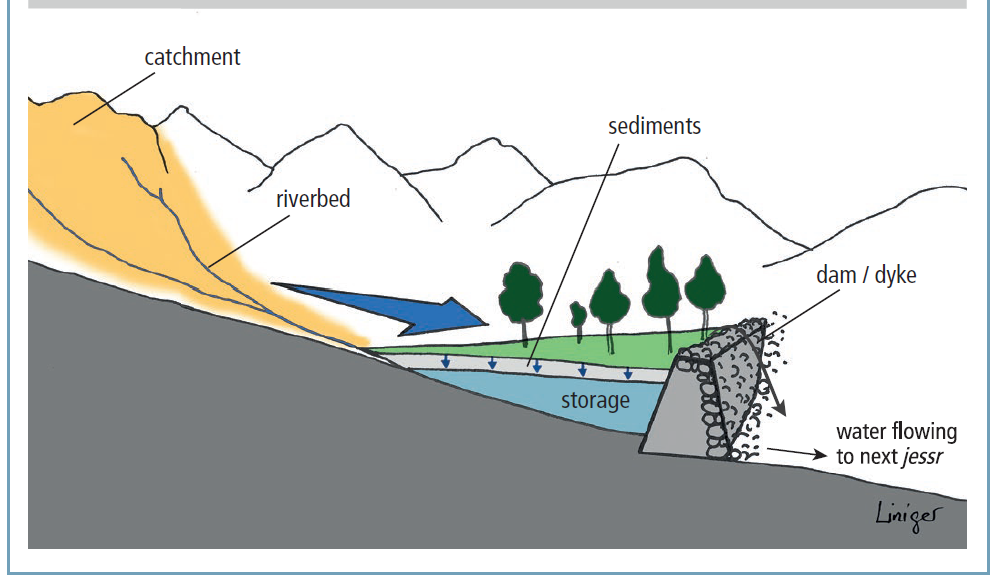 catchment
sediments
riverbed
dam / dyke
storage
water flowing
to next jessr
Liniger